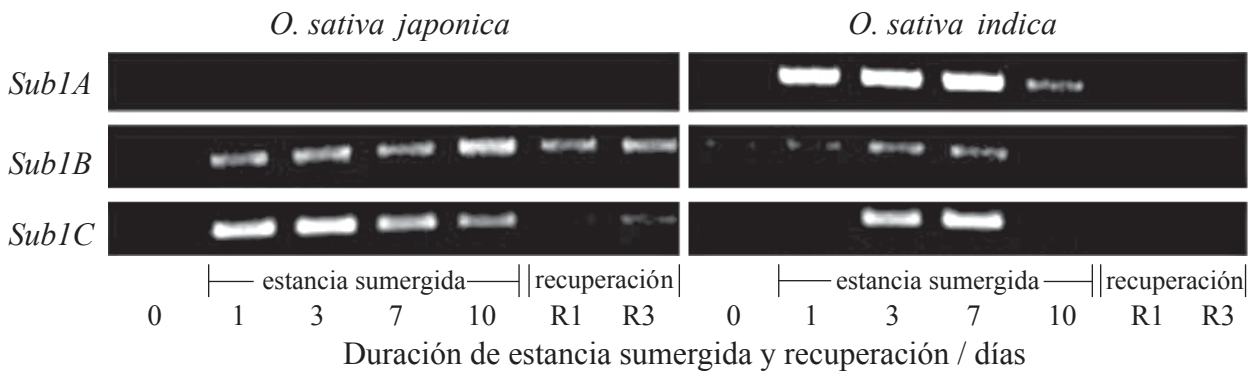 O. sativa japonica O. sativa indica
Sub1A
Sub1B
Sub1C
estancia sumergida recuperación estancia sumergida recuperación
0 1 3 7 10 R1 R3 0 1 3 7 10 R1 R3
Duración de estancia sumergida y recuperación / días